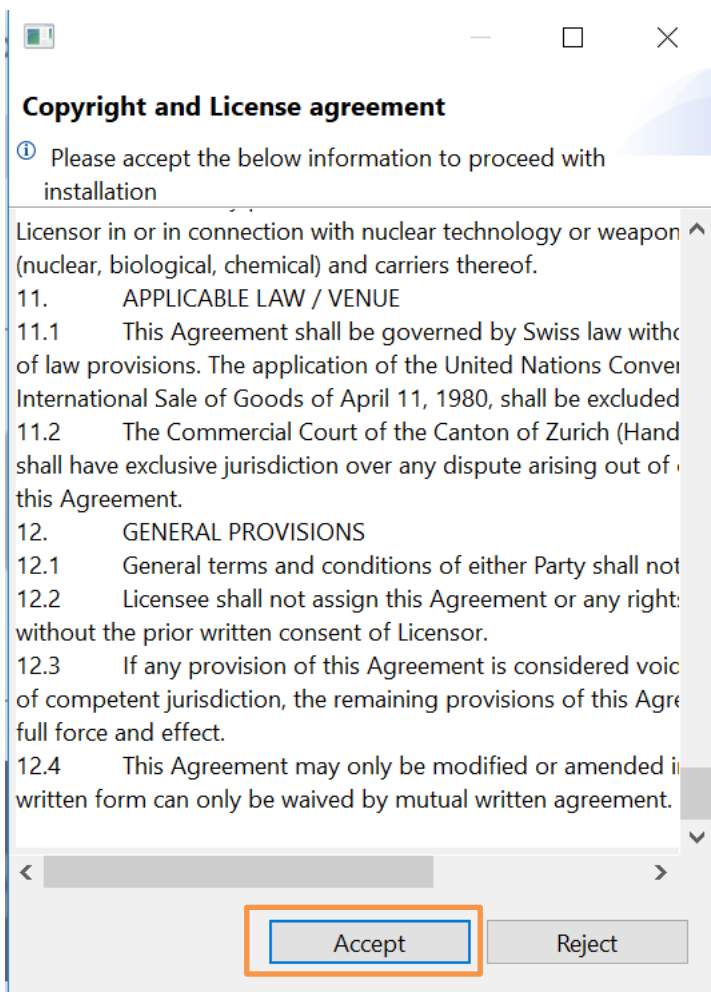 Copyright and License agreement
Please accept the below information to proceed with
installation
Licensor in or in connection with nuclear technology or weapon
(nuclear, biological, chemical) and carriers thereof.
11. APPLICABLE LAW / VENUE
11.1 This Agreement shall be governed by Swiss law witho
of law provisions. The application of the United Nations Conver
International Sale of Goods of April 11, 1980, shall be excluded
11.2 The Commercial Court of the Canton of Zurich (Hand
shall have exclusive jurisdiction over any dispute arising out of
this Agreement.
12. GENERAL PROVISIONS
12.1 General terms and conditions of either Party shall not
12.2 Licensee shall not assign this Agreement or any right
without the prior written consent of Licensor.
12.3 If any provision of this Agreement is considered void
of competent jurisdiction, the remaining provisions of this Agre
full force and effect.
12.4 This Agreement may only be modified or amended i
written form can only be waived by mutual written agreement.
Accept Reject